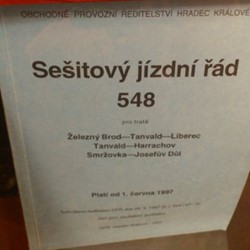 OBCHODNĚ PROVOZNÍ ŘEDITELSTVÍ HRADEC KRÁLOVÉ
Sešitový jízdní řád
548
pro tratě
Železný Brod—Tanvald—Liberec
Tanvald—Harrachov
Smržovka—Josefův Důl
Platí od 1. června 1997